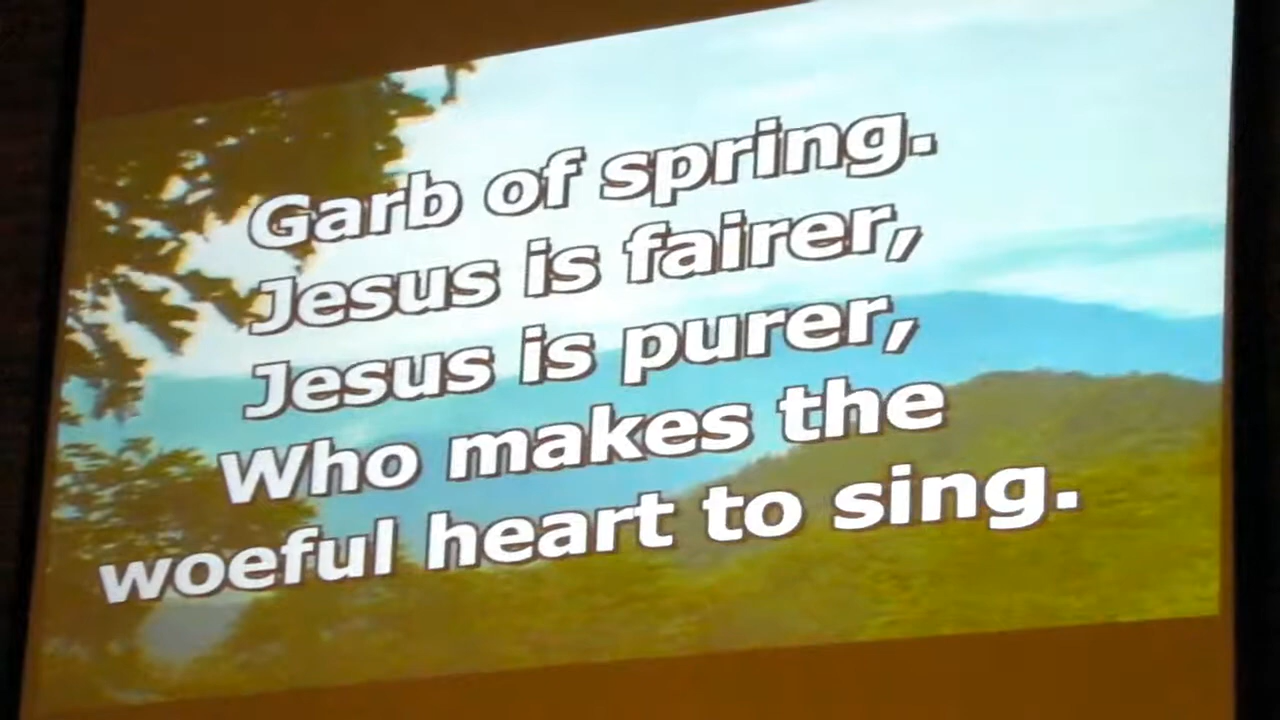 Garb of spring.
Jesus is fairer,
Jesus is purer,
Who makes the
woeful heart to sing.